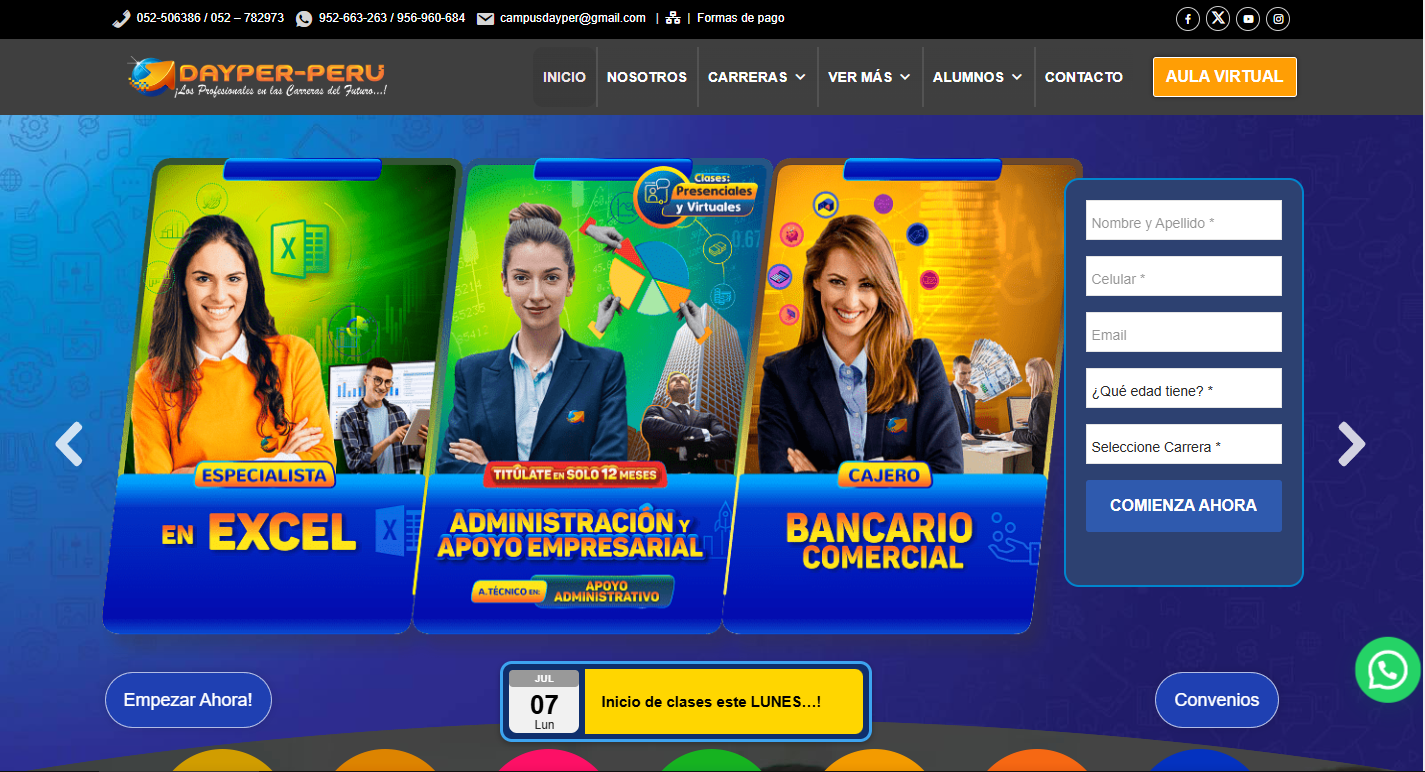 052-506386 / 052 – 782973 952-663-263 / 956-960-684 campusdayper@gmail.com | | Formas de pago
DAYPER-PERU
¡Los Profesionales en las Carreras del Futuro...!
INICIO NOSOTROS CARRERAS VER MÁS ALUMNOS CONTACTO AULA VIRTUAL
X
ESPECIALISTA
EN EXCEL
Clases:
Presenciales
y Virtuales
0.67
TITÚLATE EN SOLO 12 MESES
ADMINISTRACIÓN Y
APOYO EMPRESARIAL
A. TÉCNICO EN: APOYO
ADMINISTRATIVO
CAJERO
BANCARIO
COMERCIAL
Nombre y Apellido *
Celular *
Email
¿Qué edad tiene? *
Seleccione Carrera *
COMIENZA AHORA
Empezar Ahora!
JUL
07
Lun
Inicio de clases este LUNES...!
Convenios